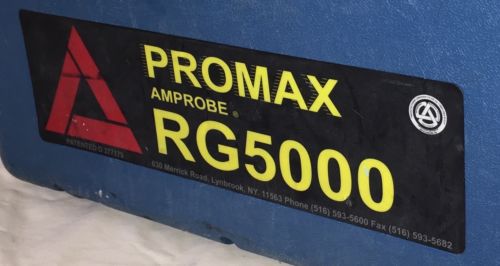 PROMAX
AMPROBE ®
RG5000
PATENTED D 377175
630 Merrick Road, Lynbrook, NY. 11563 Phone (516) 593-5600 Fax (516) 593-5682